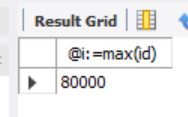 Result Grid
@i:=max(id)
80000